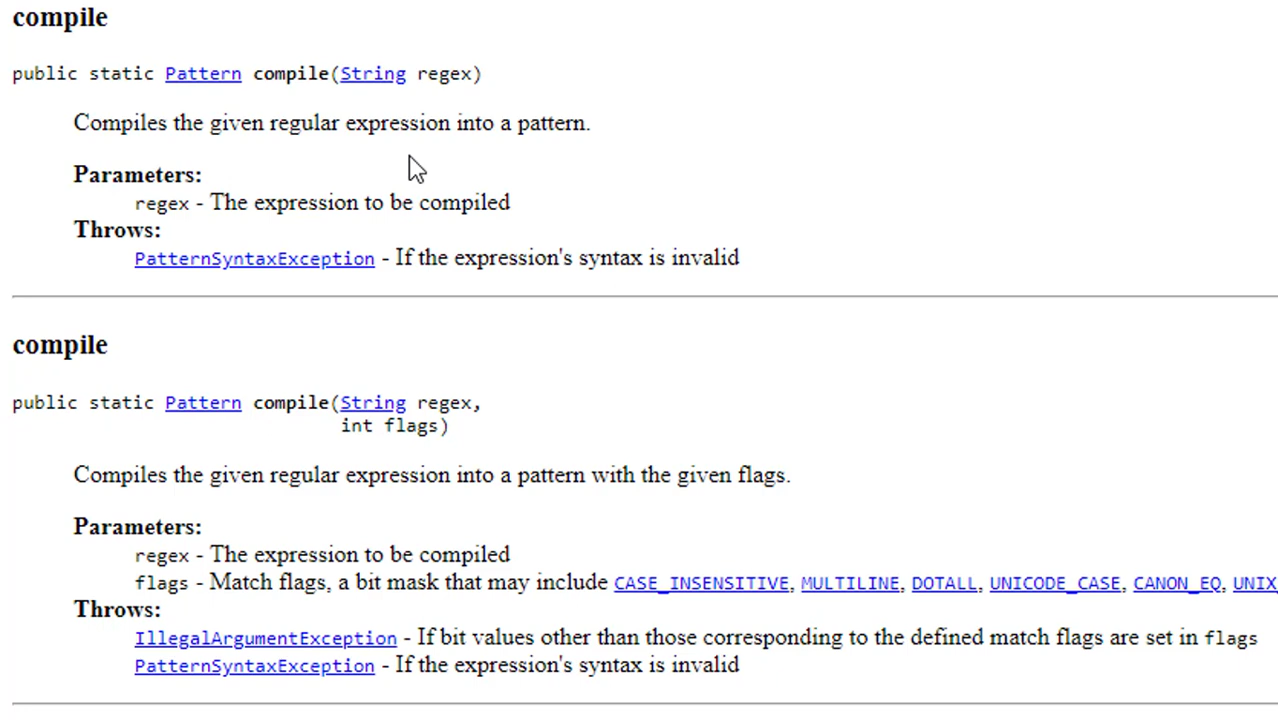 compile
public static Pattern compile(String regex)
Compiles the given regular expression into a pattern.
Parameters:
regex - The expression to be compiled
Throws:
PatternSyntaxException - If the expression's syntax is invalid
compile
public static Pattern compile(String regex,
int flags)
Compiles the given regular expression into a pattern with the given flags.
Parameters:
regex - The expression to be compiled
flags - Match flags, a bit mask that may include CASE_INSENSITIVE, MULTILINE, DOTALL, UNICODE_CASE, CANON_EQ, UNIX_
Throws:
IllegalArgumentException - If bit values other than those corresponding to the defined match flags are set in flags
PatternSyntaxException - If the expression's syntax is invalid